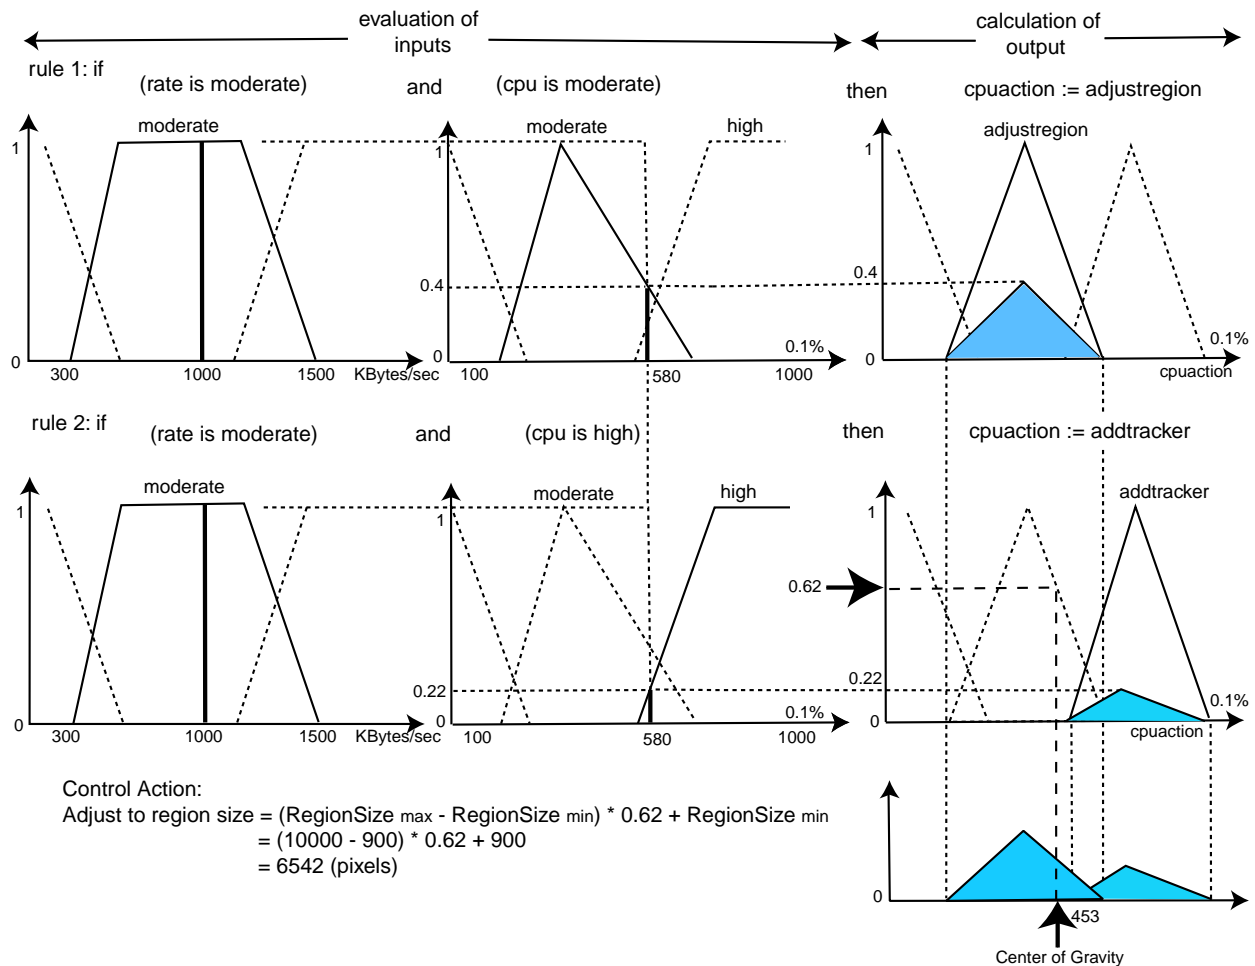 evaluation of
inputs
calculation of
output
rule 1: if
(rate is moderate)
and
(cpu is moderate)
then
cpuaction := adjustregion
moderate
1
0
300
1000
1500
KBytes/sec
moderate
high
1
0.4
0
100
580
0.1%
1000
adjustregion
1
0.4
0
0.1%
cpuaction
rule 2: if
(rate is moderate)
and
(cpu is high)
then
cpuaction := addtracker
moderate
1
0
300
1000
1500
KBytes/sec
moderate
high
1
0.22
0
100
580
0.1%
1000
addtracker
1
0.62
0.22
0
0.1%
cpuaction
Control Action:
Adjust to region size = (RegionSize max - RegionSize min) * 0.62 + RegionSize min
= (10000 - 900) * 0.62 + 900
= 6542 (pixels)
0
453
Center of Gravity